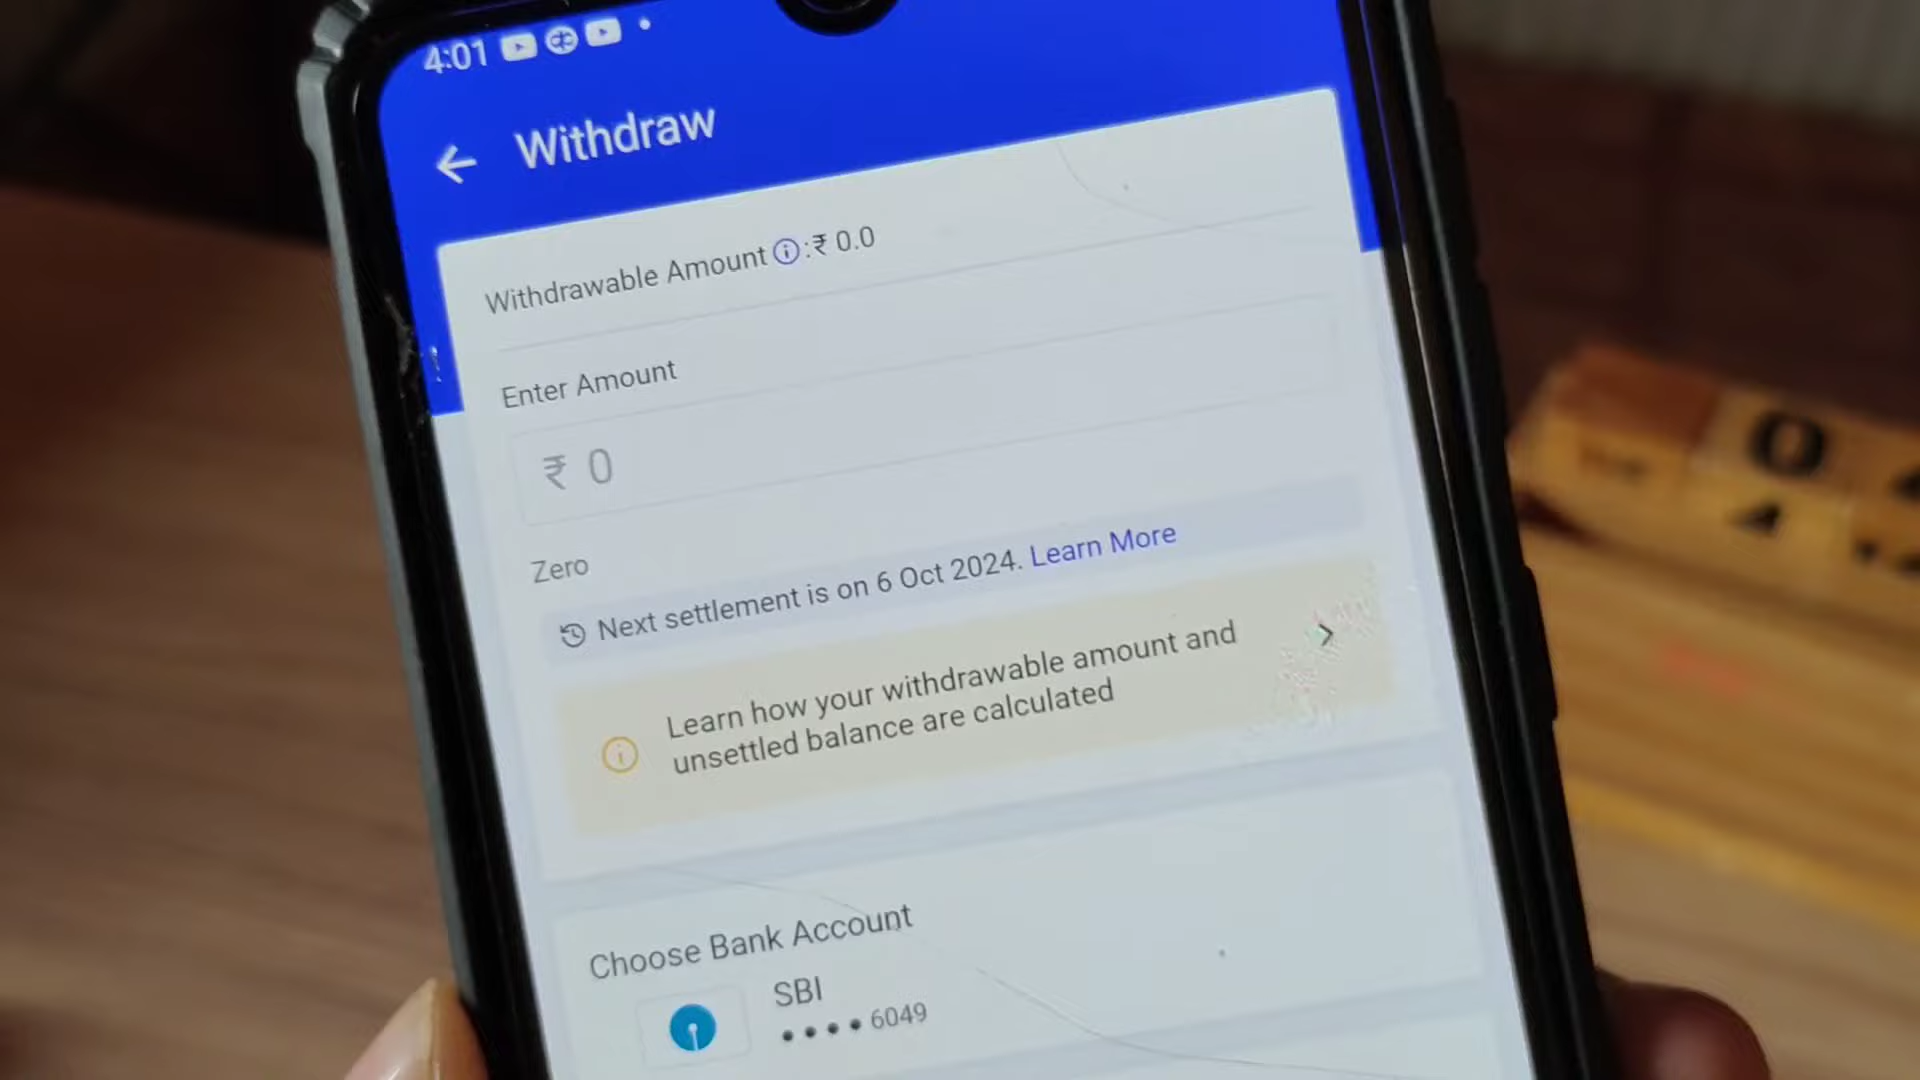 4:01
Withdraw
Withdrawable Amount :₹ 0.0
Enter Amount
₹ 0
Zero
Next settlement is on 6 Oct 2024. Learn More
Learn how your withdrawable amount and
unsettled balance are calculated
Choose Bank Account
SBI
•••• 6049
0